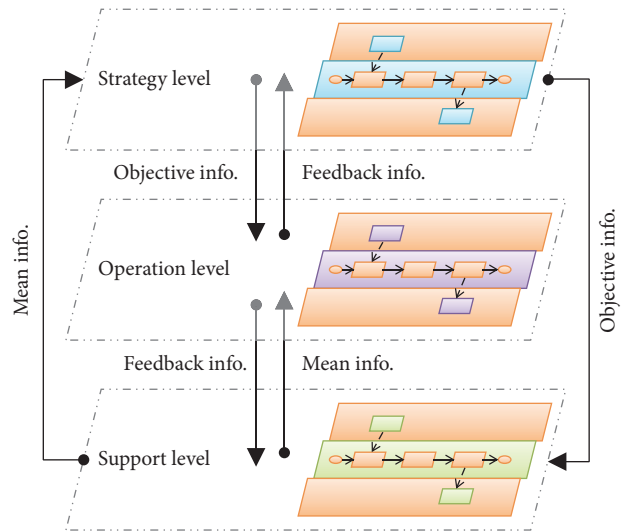 Strategy level
Objective info.
Feedback info.
Mean info.
Operation level
Objective info.
Feedback info.
Mean info.
Support level